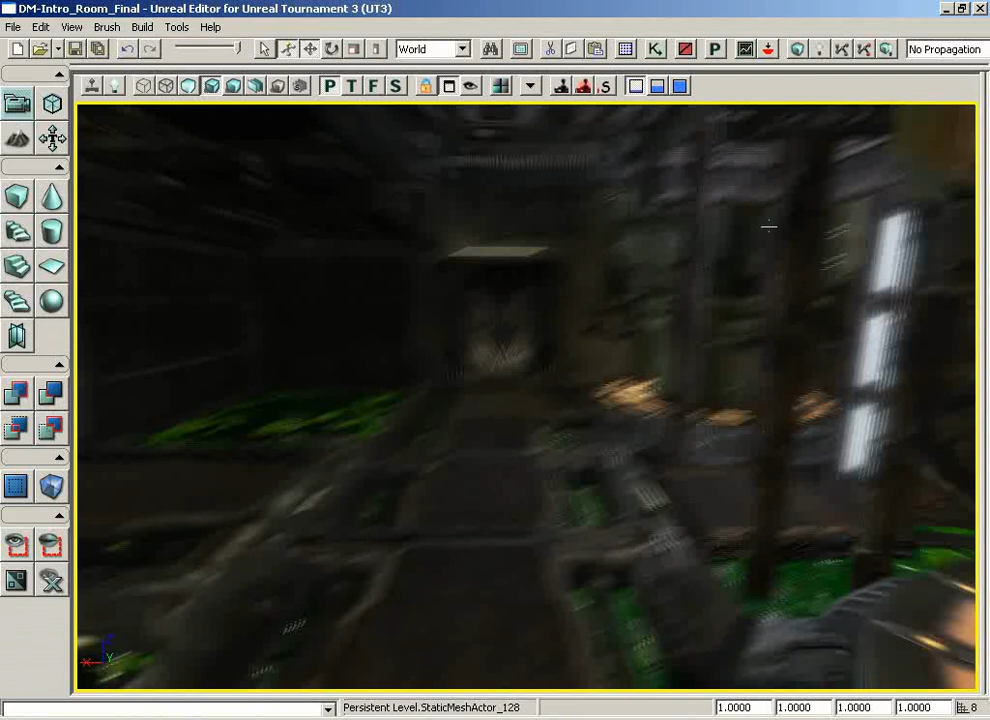 DM-Intro_Room_Final - Unreal Editor for Unreal Tournament 3 (UT3)
File Edit View Brush Build Tools Help
World
K
P
No Propagation
P T F S
S
X
Y
Persistent Level.StaticMeshActor_128
1.0000 1.0000 1.0000 1.0000 8